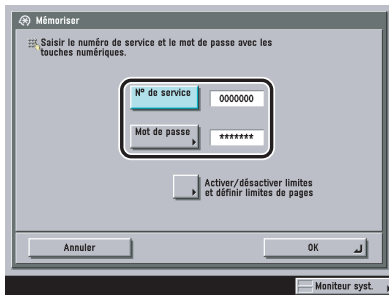 Mémoriser
Saisir le numéro de service et le mot de passe avec les
touches numériques.
N° de service
0000000
Mot de passe
*******
Activer/désactiver limites
et définir limites de pages
Annuler
OK
Moniteur syst.